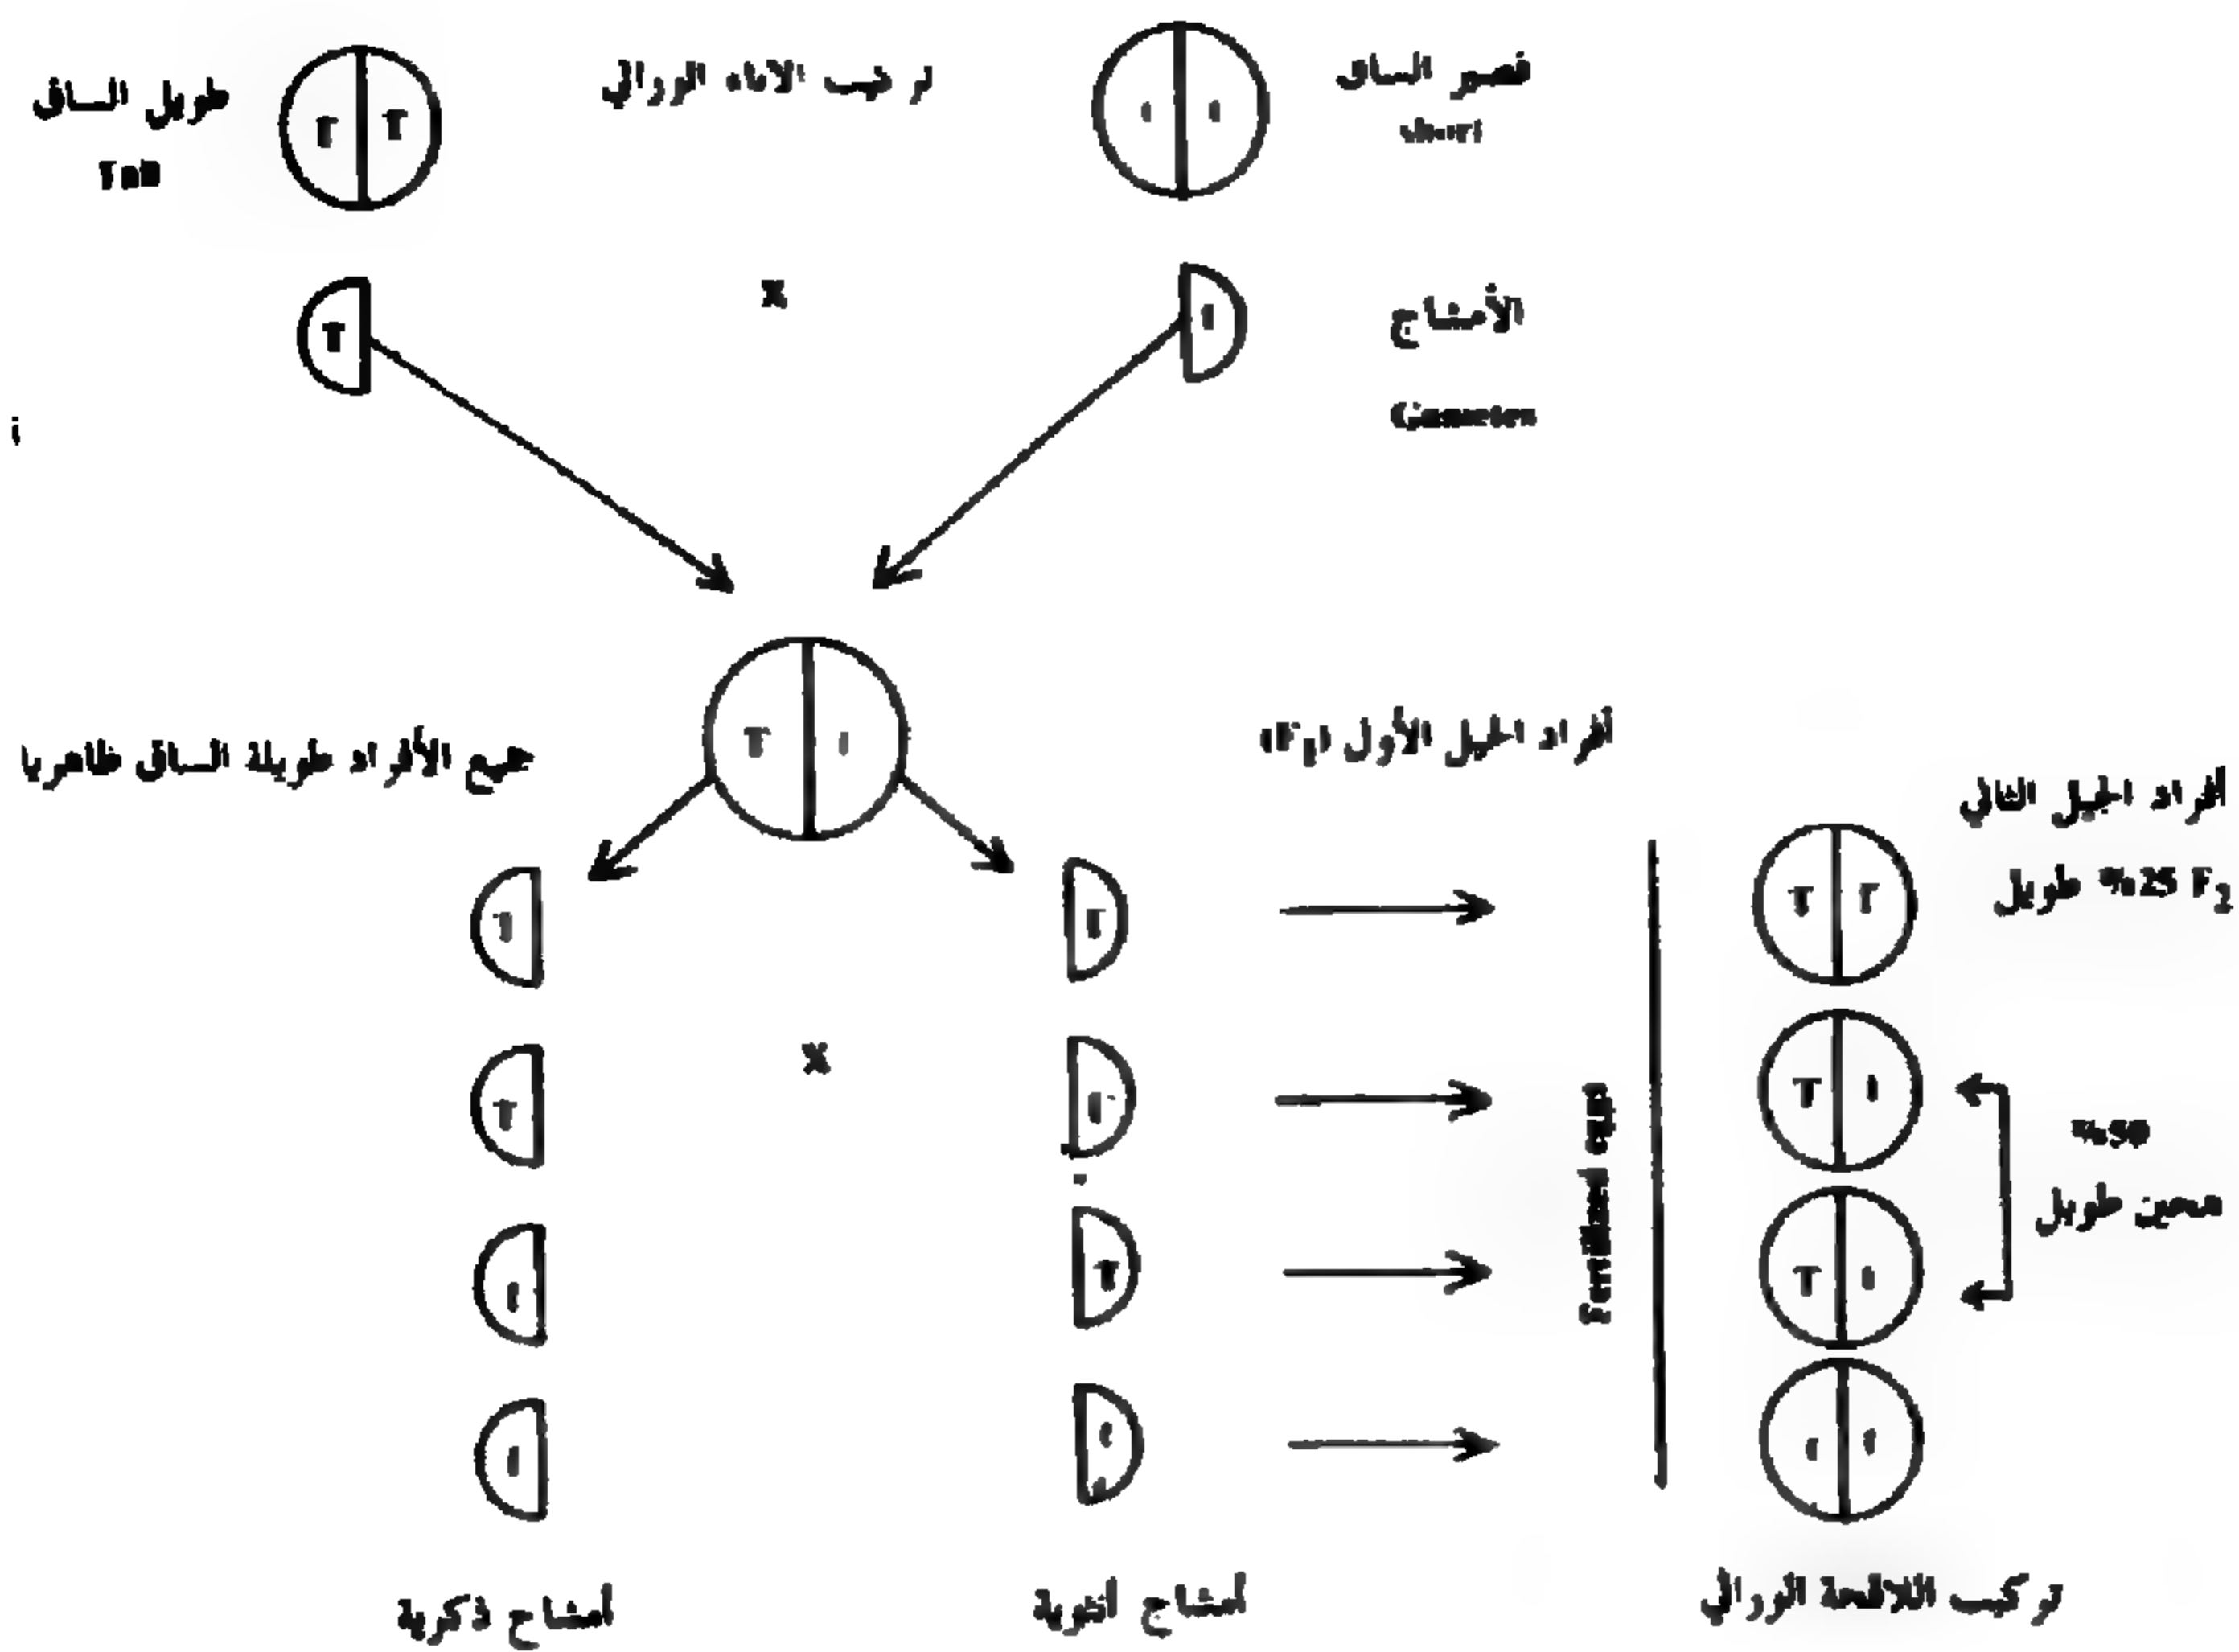 طويل الساق
Tall
T T
تركيب الآباء الوراثي
قصير الساق
short
T
x
الأمشاج
Gametes
T
جميع الأفراد طويلة الساق ظاهريا
أفراد الجيل الأول (F1)
أفراد الجيل الثاني
F2 25% طويل
T
T
T T
T
x
T
50%
هجين طويل
T
T
Fertilized eggs
أمشاج ذكرية
أمشاج أنثوية
تركيب اللاقحة الوراثي